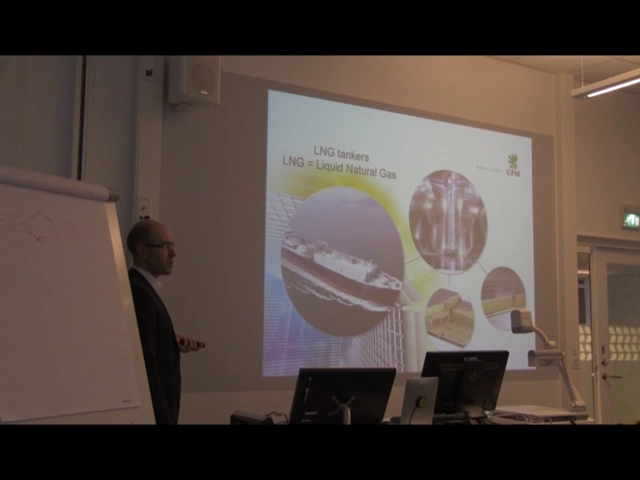 LNG tankers
LNG = Liquid Natural Gas
UPM